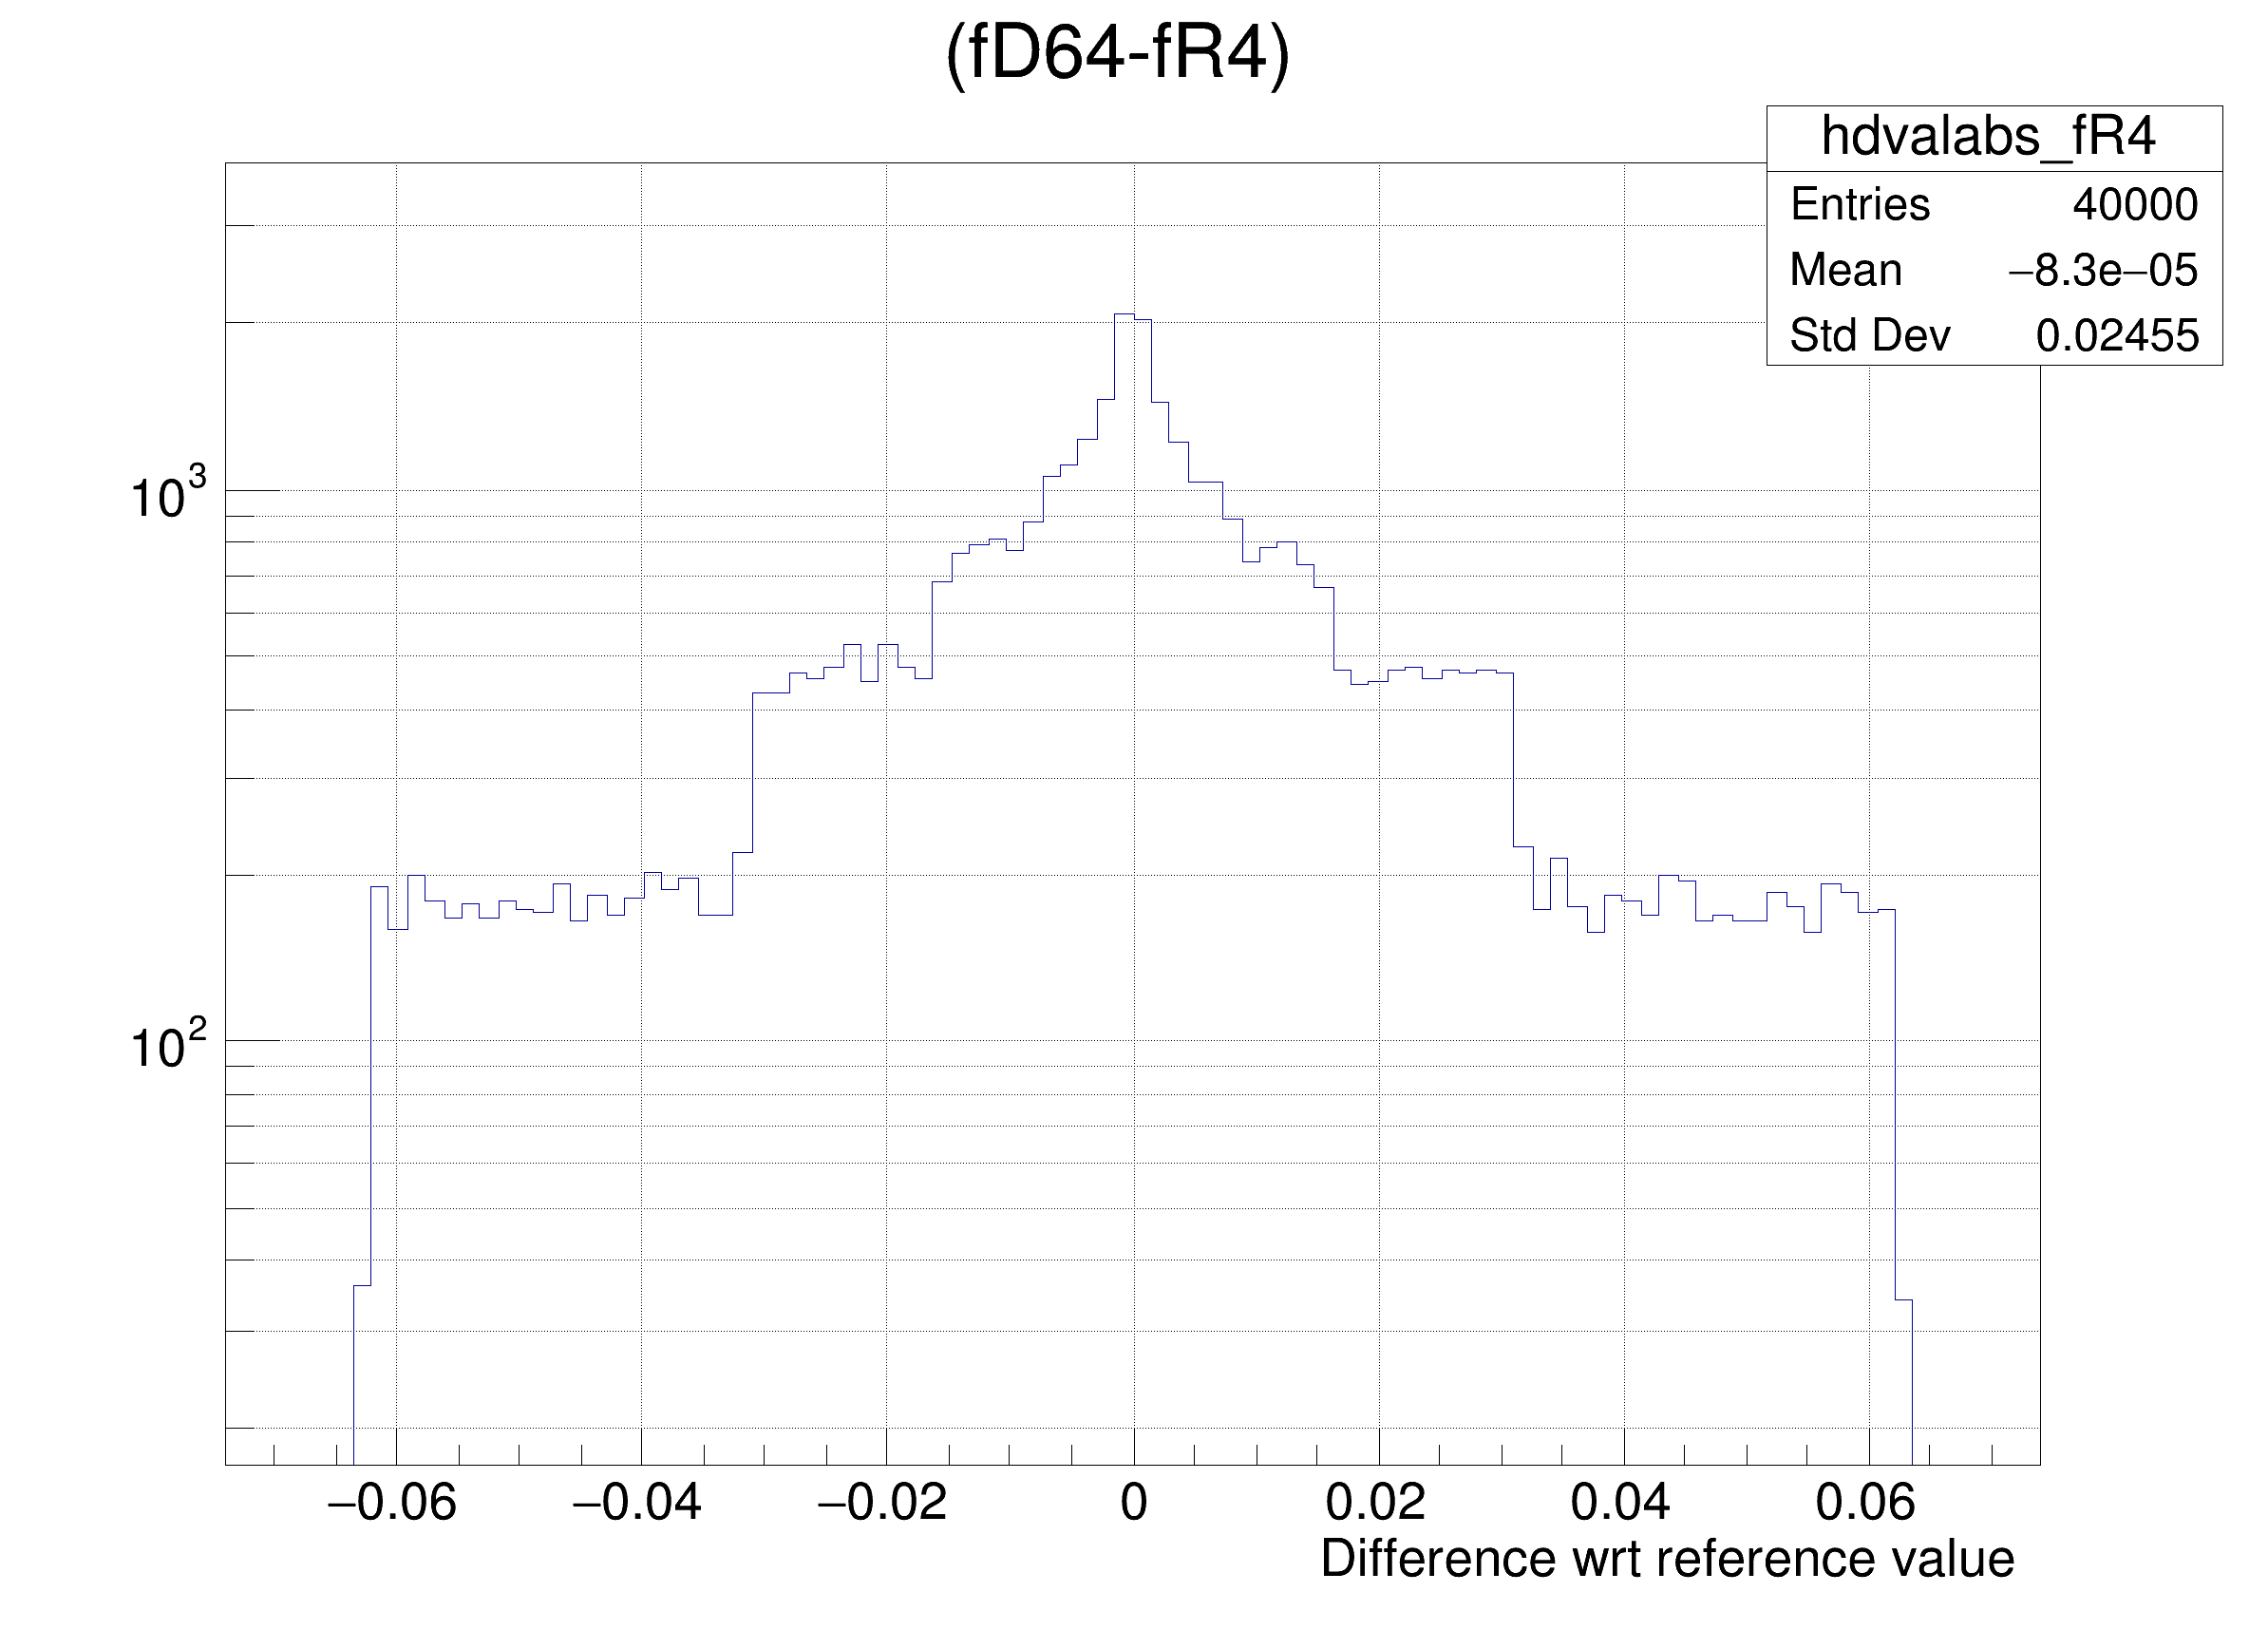 (fD64-fR4)
hdvalabs_fR4
Entries 40000
Mean −8.3e−05
Std Dev 0.02455
10³
10²
−0.06 −0.04 −0.02 0 0.02 0.04 0.06
Difference wrt reference value